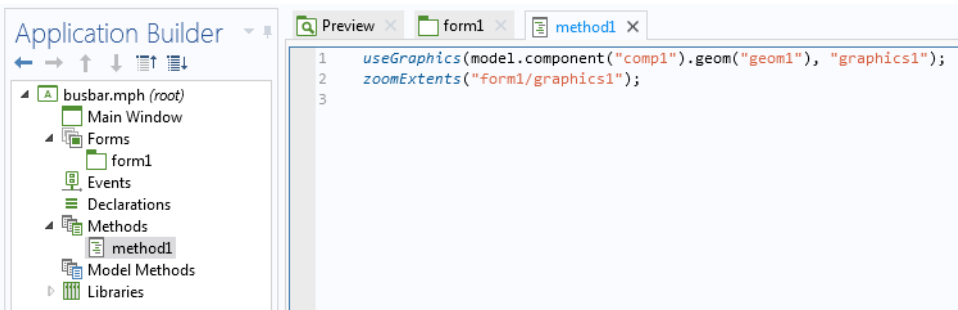 Application Builder
busbar.mph (root)
Main Window
Forms
form1
Events
Declarations
Methods
method1
Model Methods
Libraries
Preview form1 method1
1 useGraphics(model.component("comp1").geom("geom1"), "graphics1");
2 zoomExtents("form1/graphics1");
3